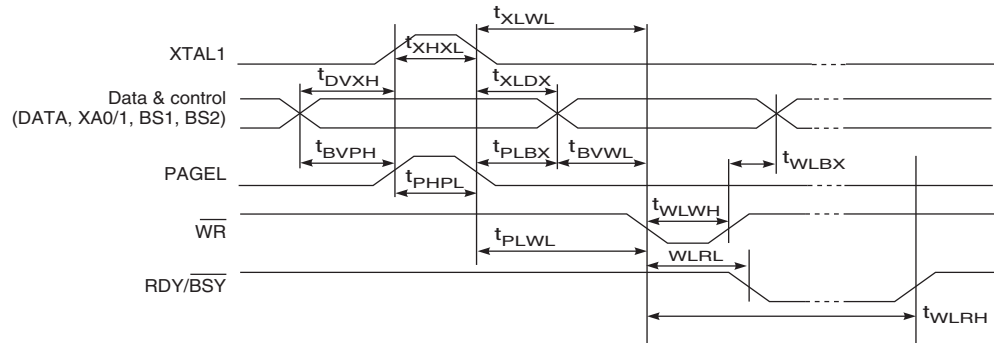 tXLWL
XTAL1
tXHXL
tDVXH
tXLDX
Data & control
(DATA, XA0/1, BS1, BS2)
tBVPH
tPLBX
tBVWL
tWLBX
PAGEL
tPHPL
tWLWH
WR
tPLWL
WLRL
RDY/BSY
tWLRH